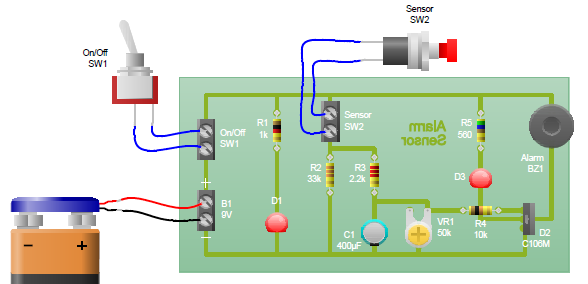 Sensor
SW2
On/Off
SW1
R1
1k
Sensor
SW2
Alarm
Sensor
R5
560
On/Off
SW1
Alarm
BZ1
R2
33k
R3
2.2k
D3
+
B1
9V
–
D1
C1
400µF
VR1
50k
R4
10k
D2
C106M
– +